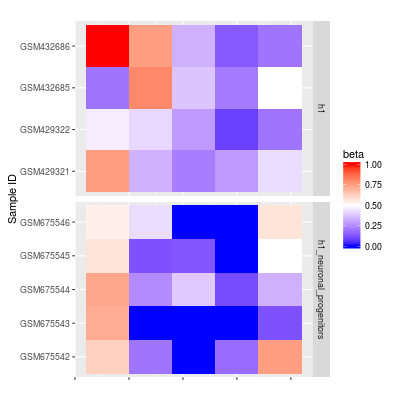 GSM432686
GSM432685
GSM429322
GSM429321
h1
GSM675546
GSM675545
GSM675544
GSM675543
GSM675542
h1_neuronal_progenitors
Sample ID
beta
1.00
0.75
0.50
0.25
0.00